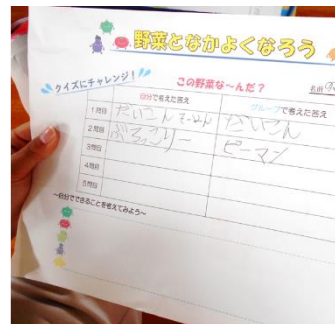 野菜となかよくなろう
クイズにチャレンジ！
この野菜な～んだ？
名前
自分で考えた答え
グループで考えた答え
1問目 だいこん だいこん
2問目 ぶろっこりー ピーマン
3問目
4問目
5問目
～自分でできることを考えてみよう～